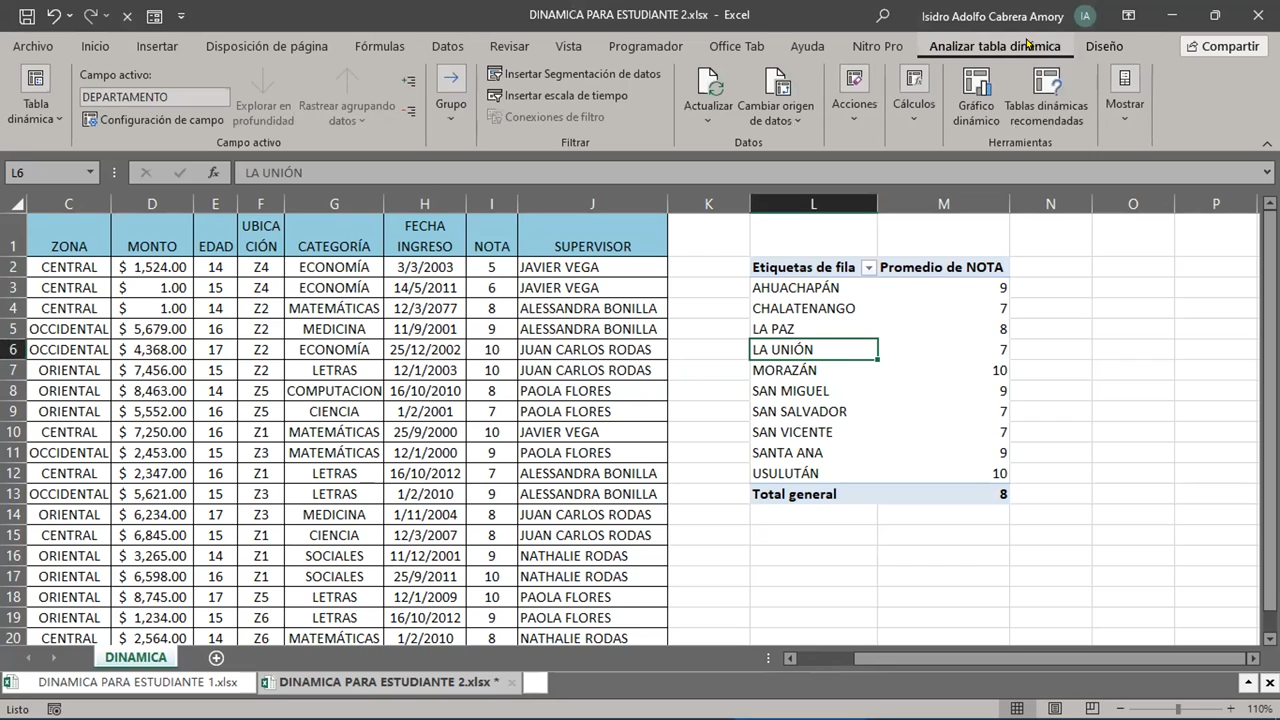 DINAMICA PARA ESTUDIANTE 2.xlsx - Excel
Isidro Adolfo Cabrera Amory IA
Archivo Inicio Insertar Disposición de página Fórmulas Datos Revisar Vista Programador Office Tab Ayuda Nitro Pro Analizar tabla dinámica Diseño Compartir
Tabla dinámica
Campo activo:
DEPARTAMENTO
Configuración de campo
Explorar en profundidad
Rastrear agrupando datos
Campo activo
Grupo
Insertar Segmentación de datos
Insertar escala de tiempo
Conexiones de filtro
Filtrar
Actualizar
Cambiar origen de datos
Datos
Acciones
Cálculos
Gráfico dinámico
Tablas dinámicas recomendadas
Herramientas
Mostrar
L6 fx LA UNIÓN
C D E F G H I J K L M N O P
1 ZONA MONTO EDAD UBICACIÓN CATEGORÍA FECHA INGRESO NOTA SUPERVISOR
2 CENTRAL $ 1,524.00 14 Z4 ECONOMÍA 3/3/2003 5 JAVIER VEGA Etiquetas de fila Promedio de NOTA
3 CENTRAL $ 1.00 15 Z4 ECONOMÍA 14/5/2011 6 JAVIER VEGA AHUACHAPÁN 9
4 CENTRAL $ 1.00 14 Z2 MATEMÁTICAS 12/3/2077 8 ALESSANDRA BONILLA CHALATENANGO 7
5 OCCIDENTAL $ 5,679.00 16 Z2 MEDICINA 11/9/2001 9 ALESSANDRA BONILLA LA PAZ 8
6 OCCIDENTAL $ 4,368.00 17 Z2 ECONOMÍA 25/12/2002 10 JUAN CARLOS RODAS LA UNIÓN 7
7 ORIENTAL $ 7,456.00 15 Z2 LETRAS 12/1/2003 10 JUAN CARLOS RODAS MORAZÁN 10
8 ORIENTAL $ 8,463.00 14 Z5 COMPUTACION 16/10/2010 8 PAOLA FLORES SAN MIGUEL 9
9 ORIENTAL $ 5,552.00 16 Z5 CIENCIA 1/2/2001 7 PAOLA FLORES SAN SALVADOR 7
10 CENTRAL $ 7,250.00 16 Z1 MATEMÁTICAS 25/9/2000 10 JAVIER VEGA SAN VICENTE 7
11 OCCIDENTAL $ 2,453.00 15 Z3 MATEMÁTICAS 12/1/2000 9 PAOLA FLORES SANTA ANA 9
12 CENTRAL $ 2,347.00 16 Z1 LETRAS 16/10/2012 7 ALESSANDRA BONILLA USULUTÁN 10
13 OCCIDENTAL $ 5,621.00 15 Z3 LETRAS 1/2/2010 9 ALESSANDRA BONILLA Total general 8
14 ORIENTAL $ 6,234.00 17 Z3 MEDICINA 1/11/2004 8 JUAN CARLOS RODAS
15 CENTRAL $ 6,845.00 15 Z3 CIENCIA 12/3/2007 8 JUAN CARLOS RODAS
16 ORIENTAL $ 3,265.00 14 Z1 SOCIALES 11/12/2001 9 NATHALIE RODAS
17 ORIENTAL $ 6,598.00 16 Z1 SOCIALES 25/9/2011 10 NATHALIE RODAS
18 ORIENTAL $ 8,745.00 17 Z5 LETRAS 12/1/2009 10 PAOLA FLORES
19 ORIENTAL $ 1,234.00 15 Z6 LETRAS 16/10/2012 9 PAOLA FLORES
20 CENTRAL $ 2,564.00 14 Z6 MATEMÁTICAS 1/2/2010 8 NATHALIE RODAS
DINAMICA
DINAMICA PARA ESTUDIANTE 1.xlsx DINAMICA PARA ESTUDIANTE 2.xlsx *
Listo 110%